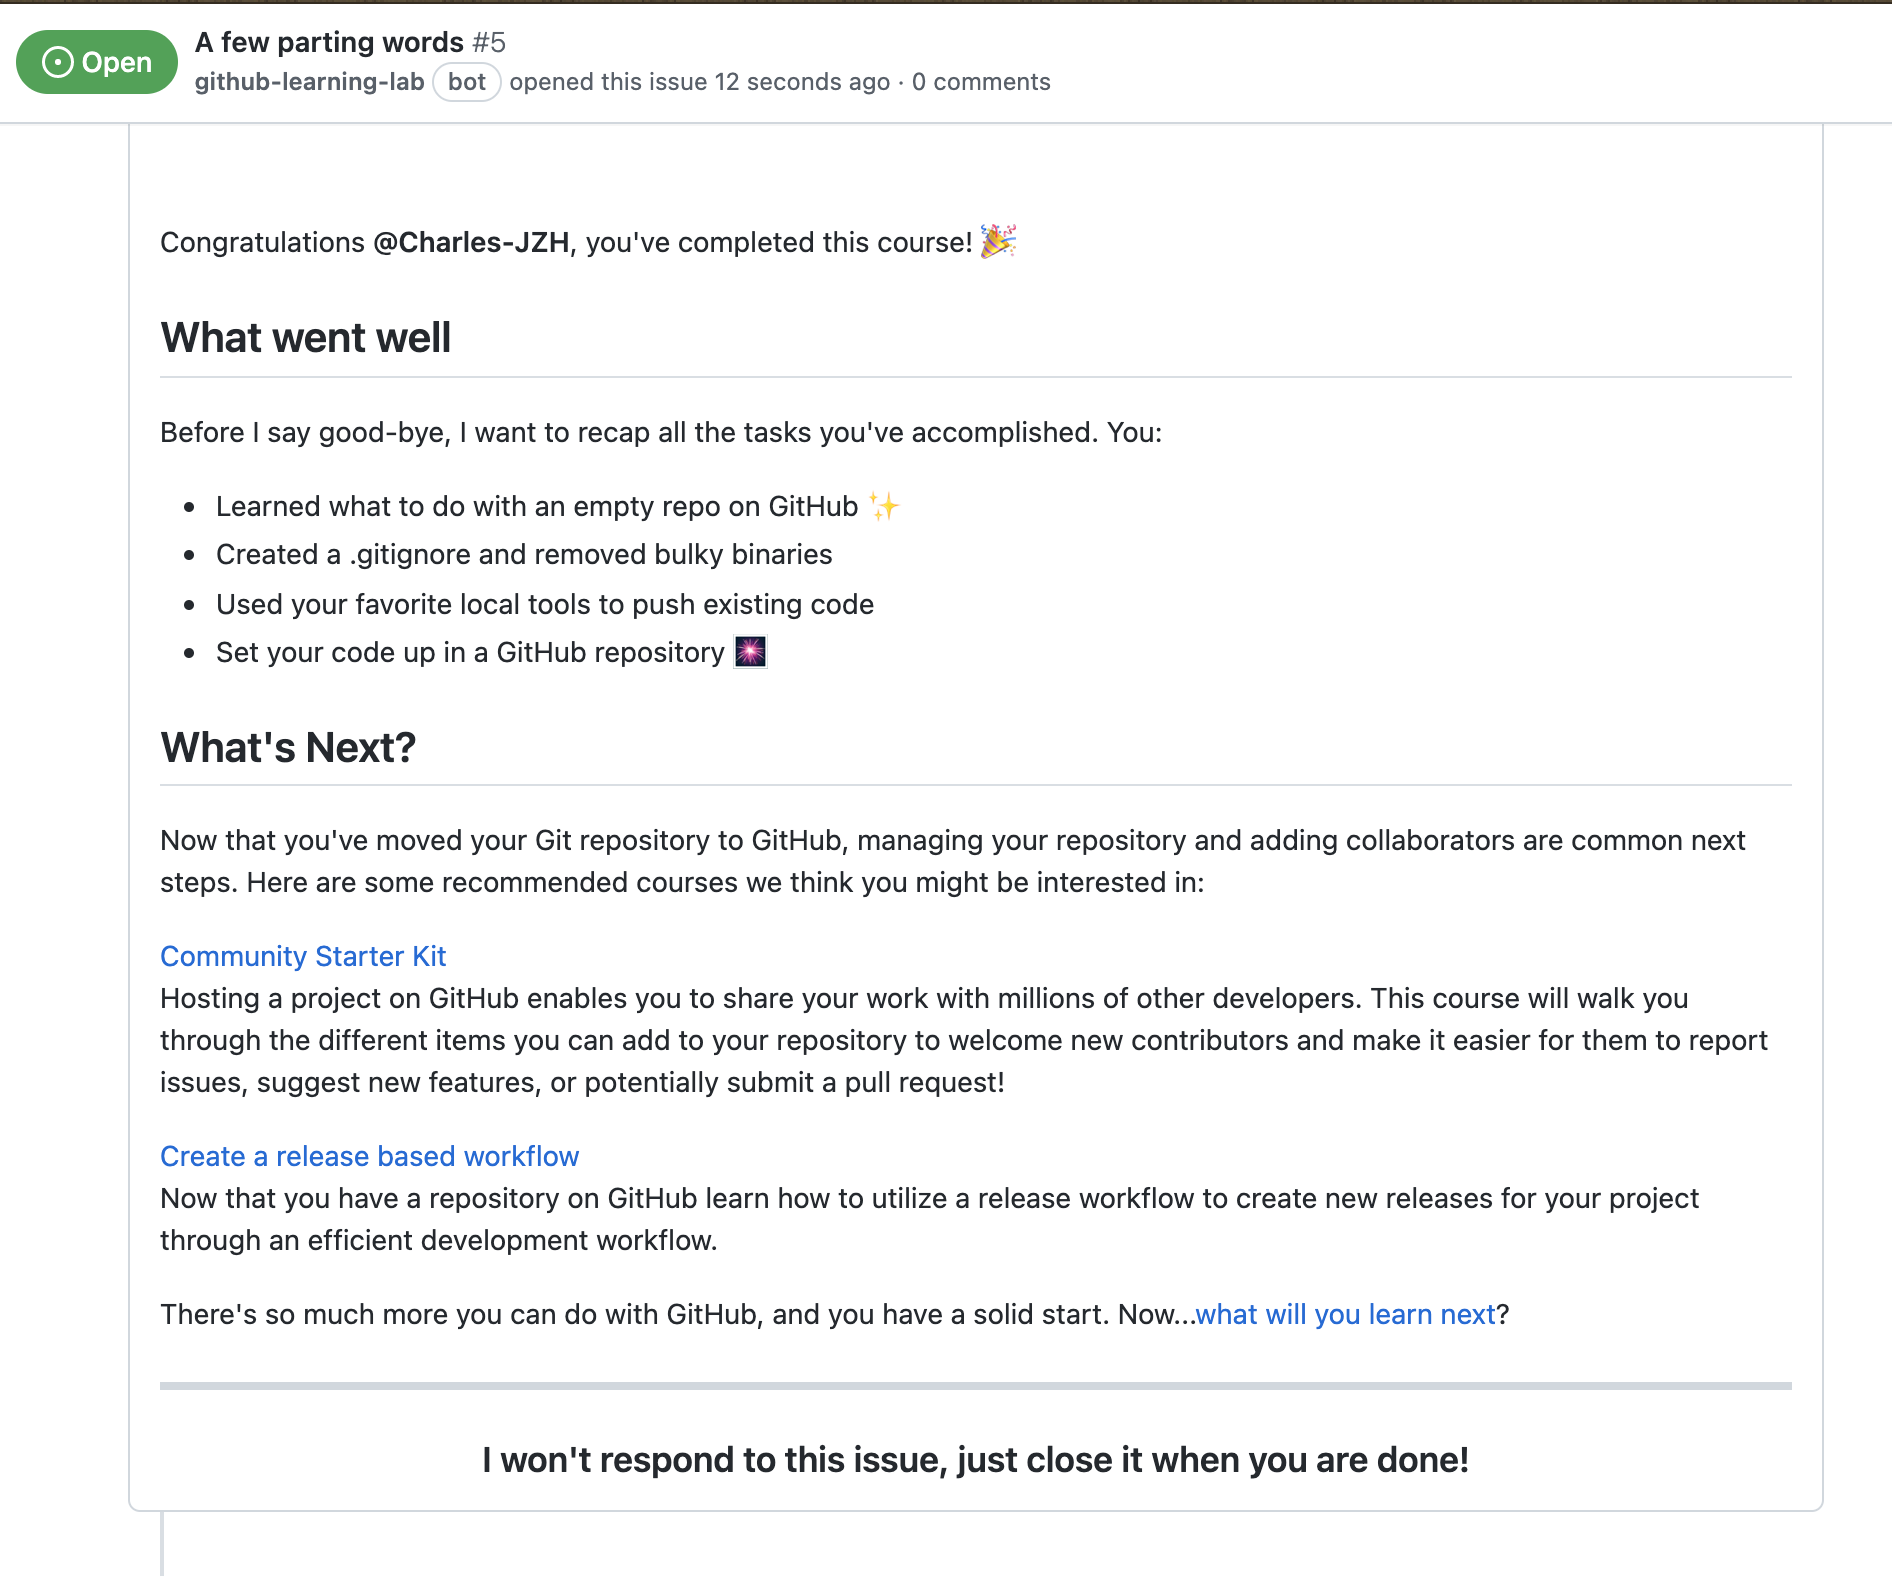 Open
A few parting words #5
github-learning-lab bot opened this issue 12 seconds ago · 0 comments
Congratulations @Charles-JZH, you've completed this course! 🎉
What went well
Before I say good-bye, I want to recap all the tasks you've accomplished. You:
• Learned what to do with an empty repo on GitHub ✨
• Created a .gitignore and removed bulky binaries
• Used your favorite local tools to push existing code
• Set your code up in a GitHub repository 🎆
What's Next?
Now that you've moved your Git repository to GitHub, managing your repository and adding collaborators are common next
steps. Here are some recommended courses we think you might be interested in:
Community Starter Kit
Hosting a project on GitHub enables you to share your work with millions of other developers. This course will walk you
through the different items you can add to your repository to welcome new contributors and make it easier for them to report
issues, suggest new features, or potentially submit a pull request!
Create a release based workflow
Now that you have a repository on GitHub learn how to utilize a release workflow to create new releases for your project
through an efficient development workflow.
There's so much more you can do with GitHub, and you have a solid start. Now...what will you learn next?
I won't respond to this issue, just close it when you are done!